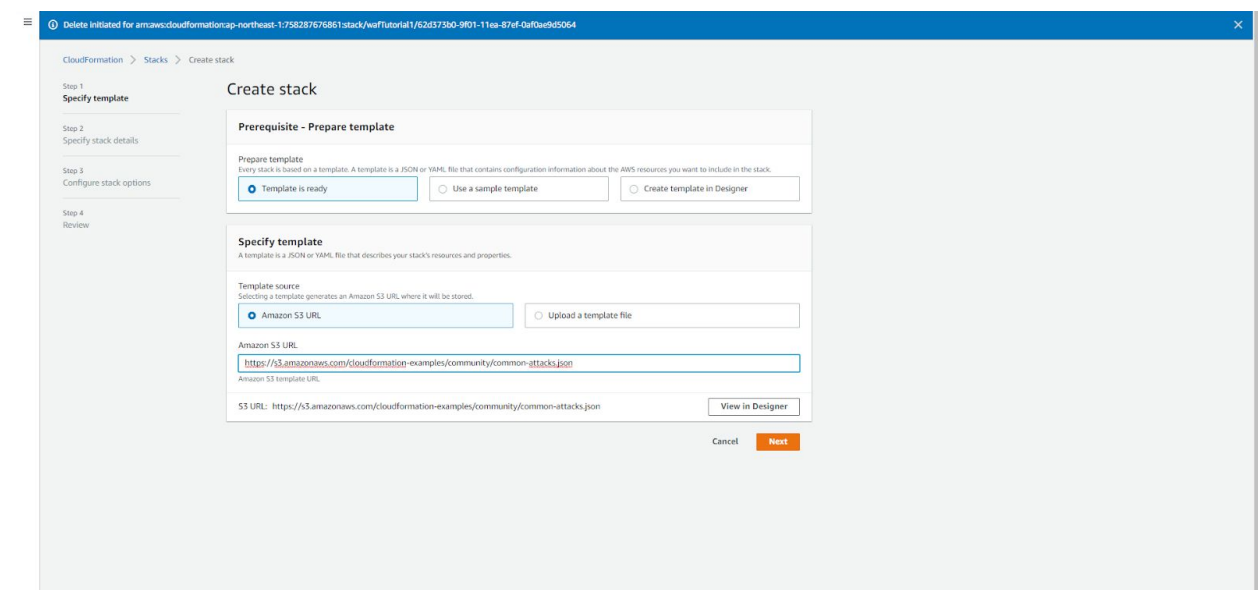 Delete initiated for arn:aws:cloudformation:ap-northeast-1:758287676861:stack/wafTutorial1/62d373b0-9f01-11ea-87ef-0af0ae9d5064
CloudFormation > Stacks > Create stack
Step 1
Specify template
Step 2
Specify stack details
Step 3
Configure stack options
Step 4
Review
Create stack
Prerequisite - Prepare template
Prepare template
Every stack is based on a template. A template is a JSON or YAML file that contains configuration information about the AWS resources you want to include in the stack.
Template is ready
Use a sample template
Create template in Designer
Specify template
A template is a JSON or YAML file that describes your stack's resources and properties.
Template source
Selecting a template generates an Amazon S3 URL where it will be stored.
Amazon S3 URL
Upload a template file
Amazon S3 URL
https://s3.amazonaws.com/cloudformation-examples/community/common-attacks.json
Amazon S3 template URL
S3 URL: https://s3.amazonaws.com/cloudformation-examples/community/common-attacks.json
View in Designer
Cancel
Next